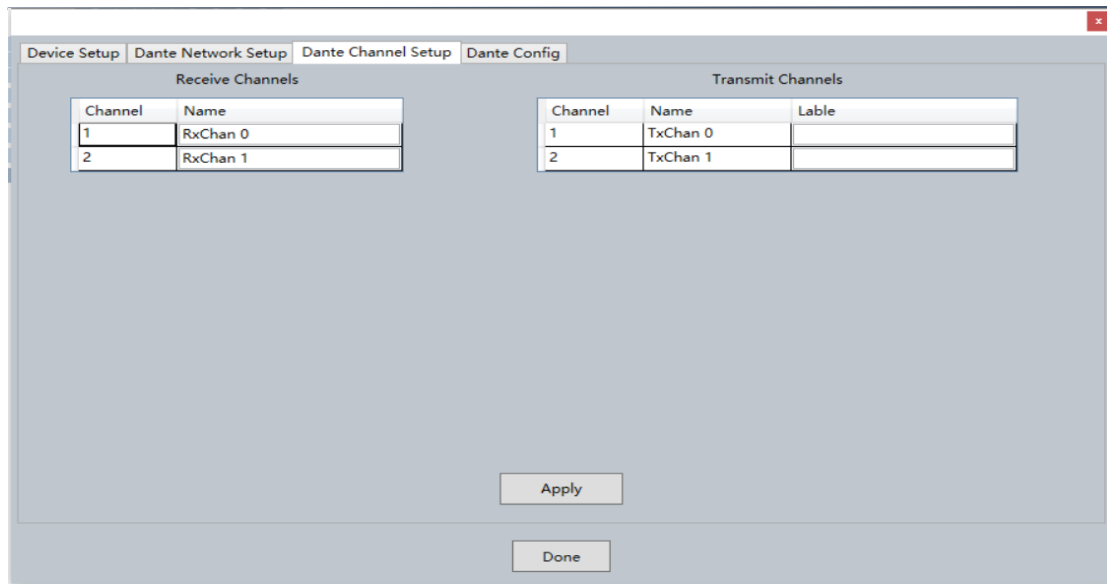 x
Device Setup Dante Network Setup Dante Channel Setup Dante Config
Receive Channels Transmit Channels
Channel Name Channel Name Lable
1 RxChan 0 1 TxChan 0
2 RxChan 1 2 TxChan 1
Apply
Done